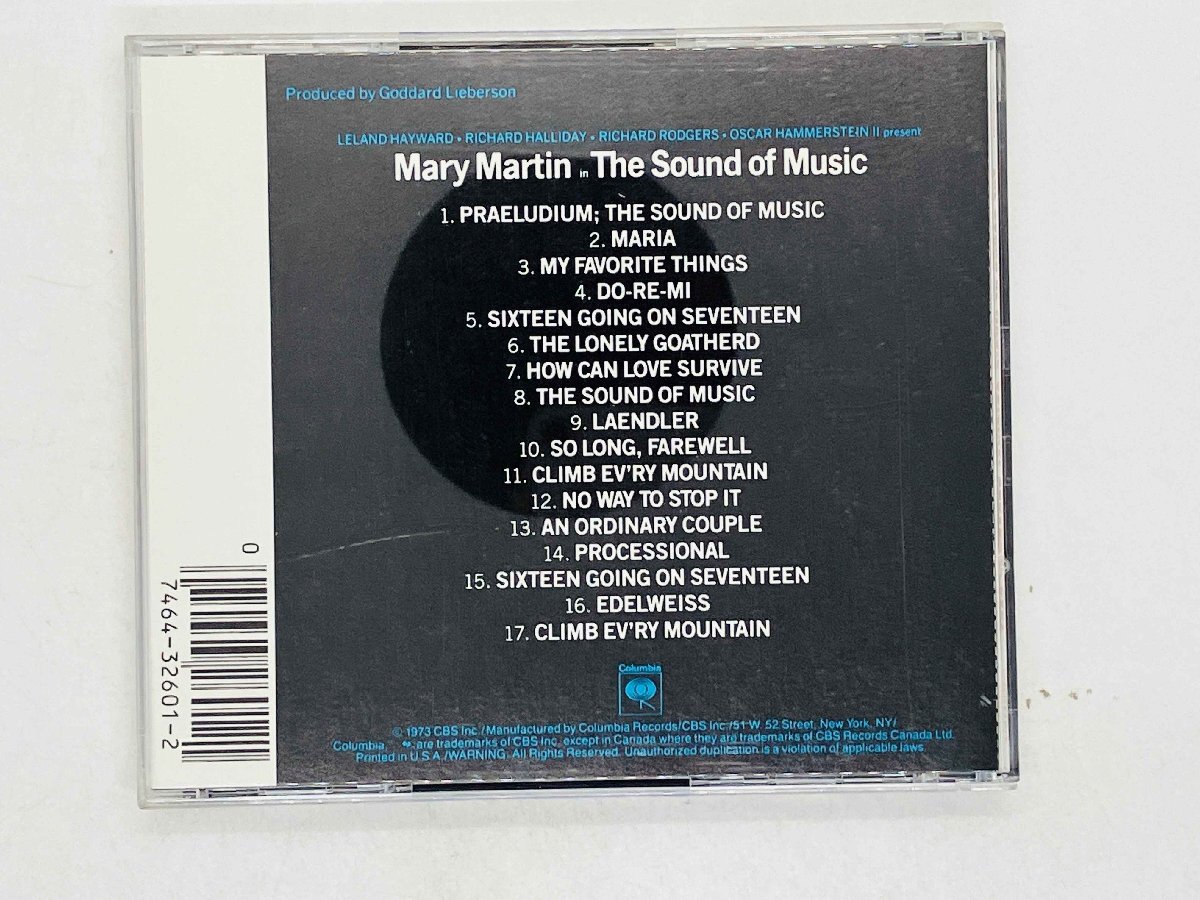 Produced by Goddard Lieberson
LELAND HAYWARD • RICHARD HALLIDAY • RICHARD RODGERS • OSCAR HAMMERSTEIN II present
Mary Martin in The Sound of Music
1. PRAELUDIUM; THE SOUND OF MUSIC
2. MARIA
3. MY FAVORITE THINGS
4. DO-RE-MI
5. SIXTEEN GOING ON SEVENTEEN
6. THE LONELY GOATHERD
7. HOW CAN LOVE SURVIVE
8. THE SOUND OF MUSIC
9. LAENDLER
10. SO LONG, FAREWELL
11. CLIMB EV'RY MOUNTAIN
12. NO WAY TO STOP IT
13. AN ORDINARY COUPLE
14. PROCESSIONAL
15. SIXTEEN GOING ON SEVENTEEN
16. EDELWEISS
17. CLIMB EV'RY MOUNTAIN
Columbia
© 1973 CBS Inc./Manufactured by Columbia Records/CBS Inc./51 W. 52 Street, New York, NY/
Columbia, are trademarks of CBS Inc. except in Canada where they are trademarks of CBS Records Canada Ltd.
Printed in U.S.A./WARNING: All Rights Reserved. Unauthorized duplication is a violation of applicable laws.
0
7464-32601-2